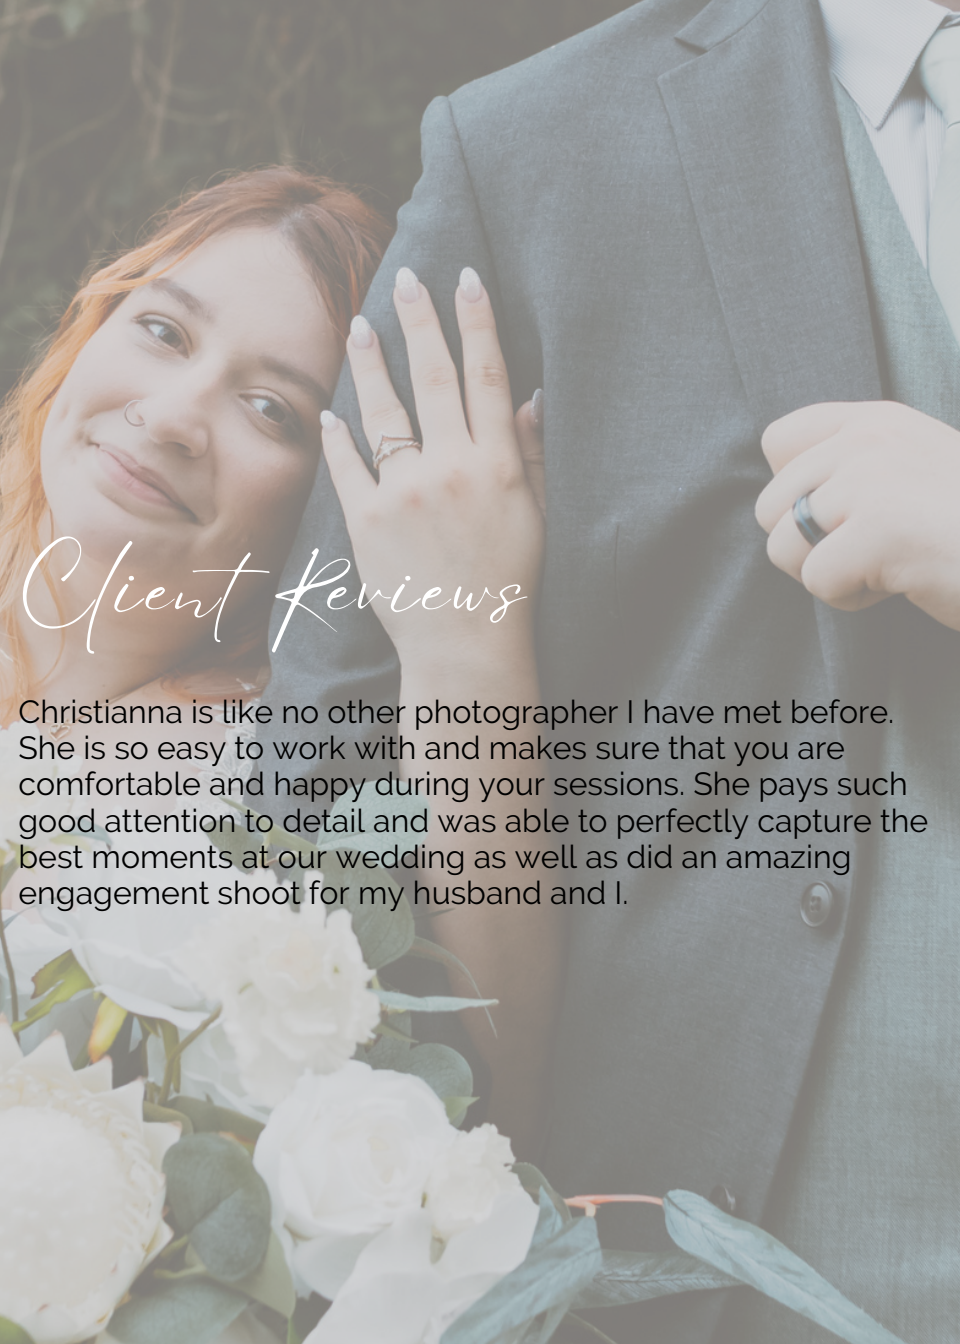 Client Reviews
Christianna is like no other photographer I have met before.
She is so easy to work with and makes sure that you are
comfortable and happy during your sessions. She pays such
good attention to detail and was able to perfectly capture the
best moments at our wedding as well as did an amazing
engagement shoot for my husband and I.